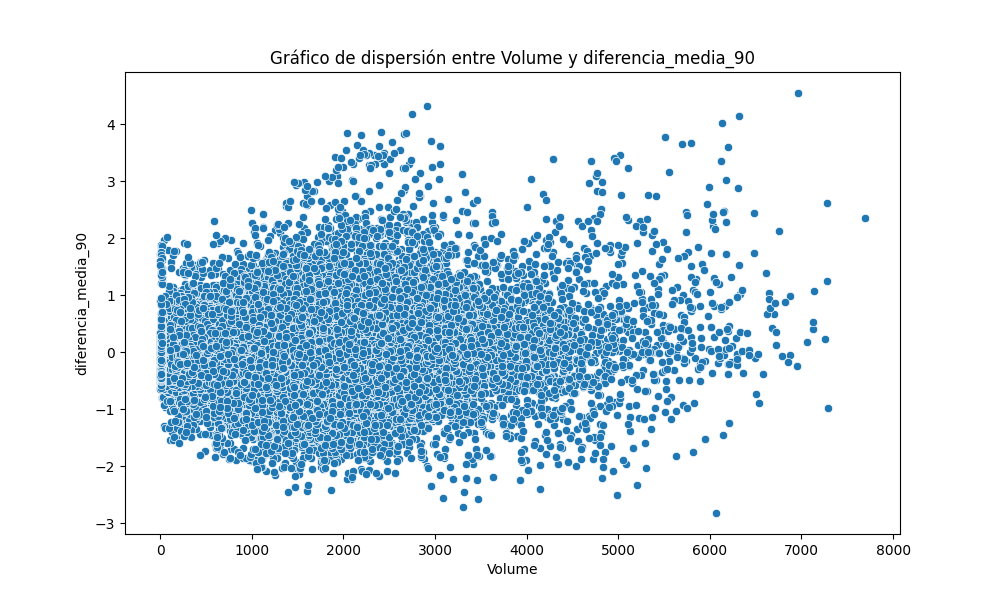 Gráfico de dispersión entre Volume y diferencia_media_90
diferencia_media_90
4
3
2
1
0
−1
−2
−3
0 1000 2000 3000 4000 5000 6000 7000 8000
Volume